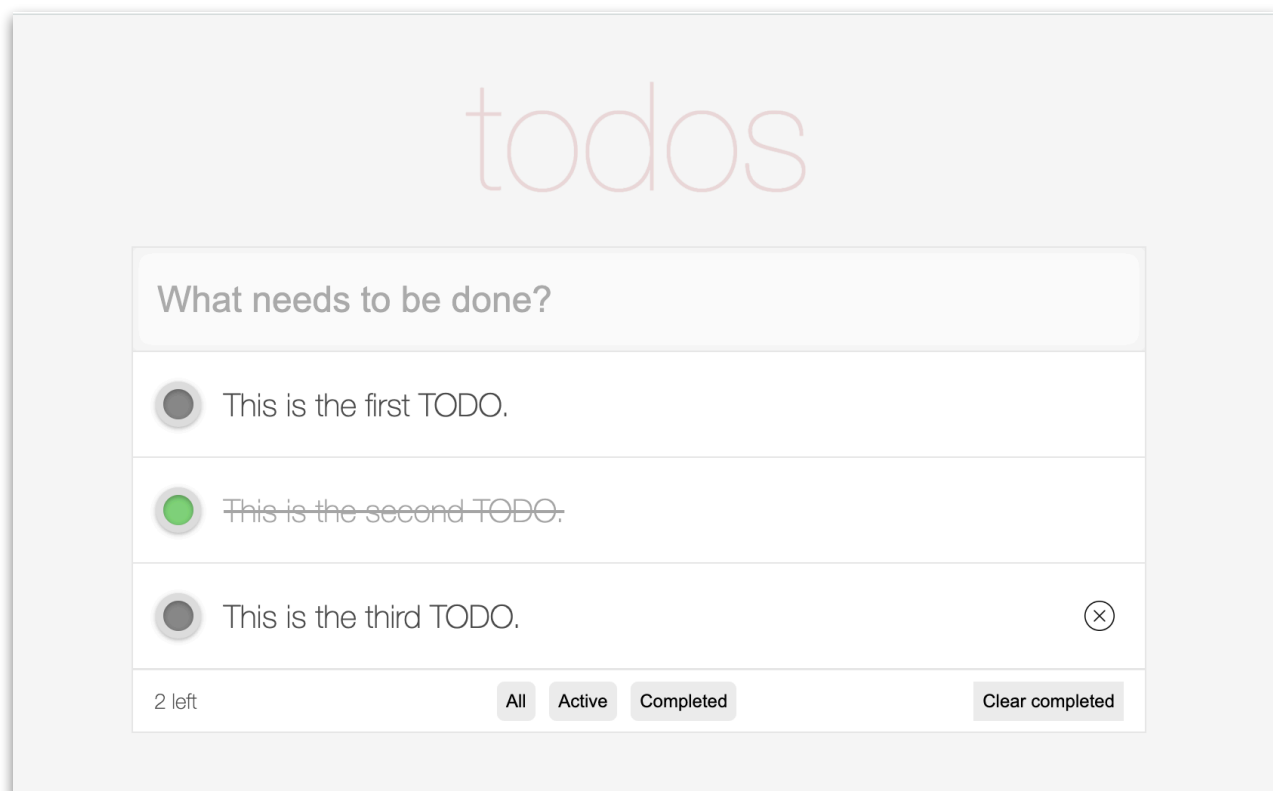 todos
What needs to be done?
This is the first TODO.
This is the second TODO.
This is the third TODO.
2 left All Active Completed Clear completed